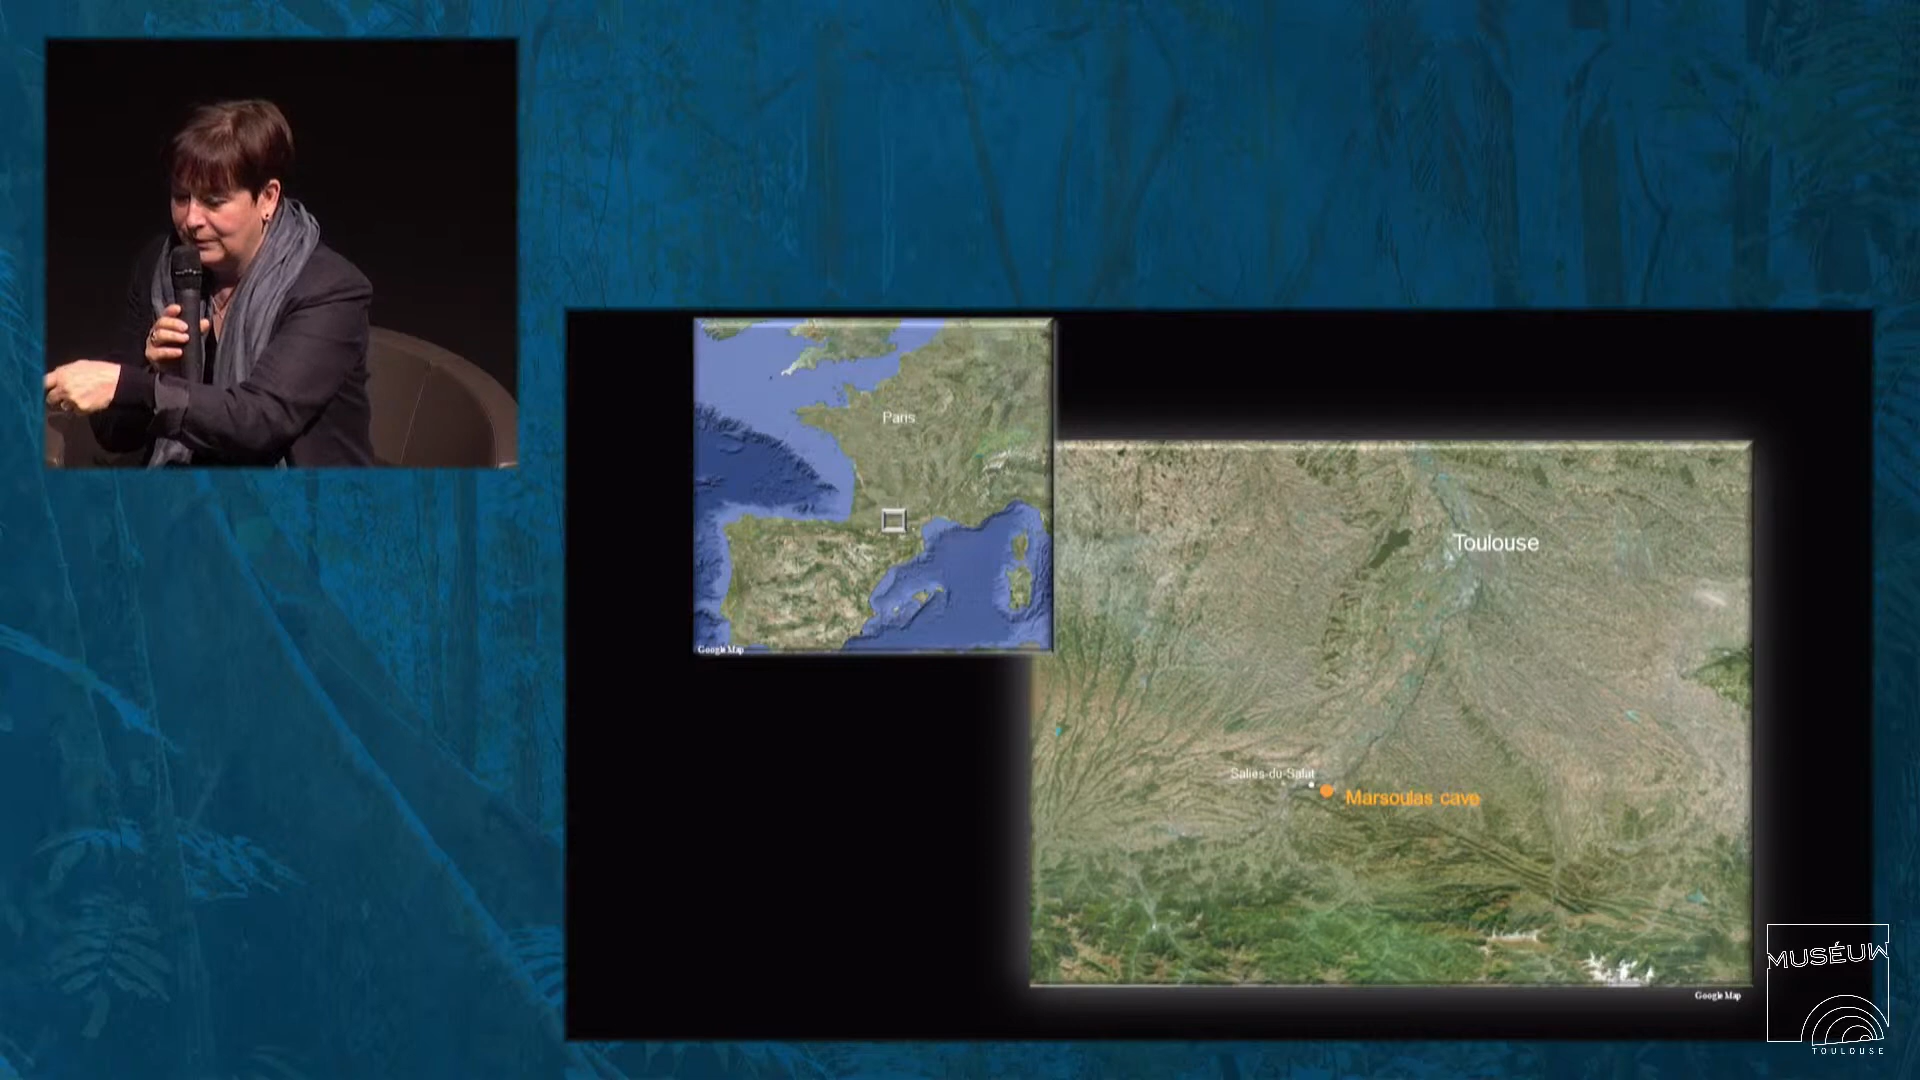 Paris
Google Map
Toulouse
Salies-du-Salat
Marsoulas cave
Google Map
MUSÉUM
TOULOUSE